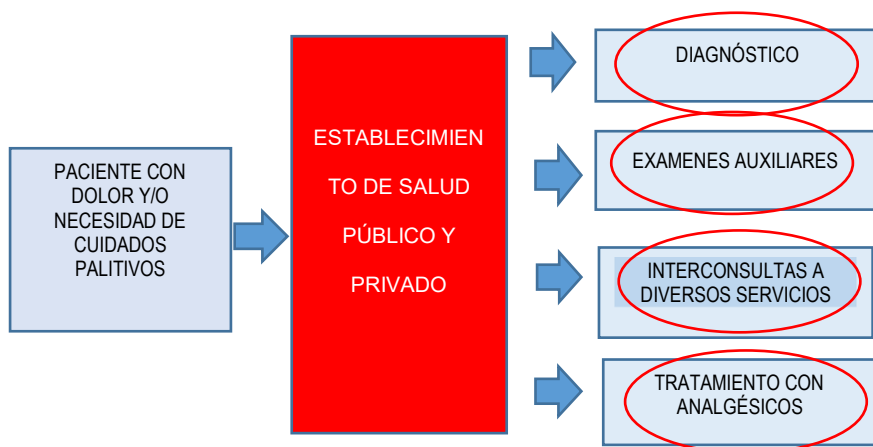 PACIENTE CON
DOLOR Y/O
NECESIDAD DE
CUIDADOS
PALITIVOS
ESTABLECIMIEN
TO DE SALUD
PÚBLICO Y
PRIVADO
DIAGNÓSTICO
EXAMENES AUXILIARES
INTERCONSULTAS A
DIVERSOS SERVICIOS
TRATAMIENTO CON
ANALGÉSICOS